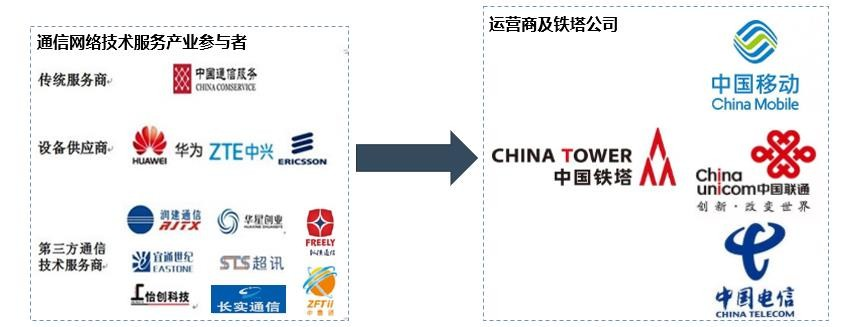 通信网络技术服务产业参与者
传统服务商
中国通信服务
CHINA COMSERVICE
设备供应商
HUAWEI
华为
ZTE中兴
ERICSSON
第三方通信
技术服务商
润建通信
RJTX
华星创业
FREELY
宜通世纪
EASTONE
STS超讯
怡创科技
长实通信
ZFTii
运营商及铁塔公司
中国移动
China Mobile
CHINA TOWER
中国铁塔
China
unicom中国联通
创新·改变世界
中国电信
CHINA TELECOM